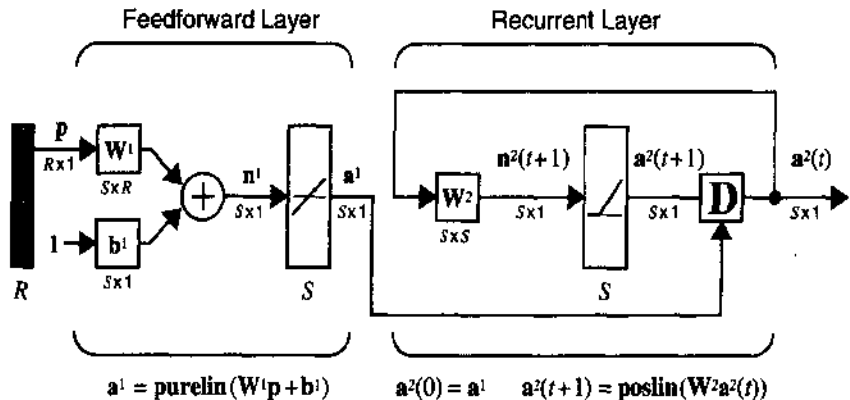 Feedforward Layer
Recurrent Layer
p
R x 1
W¹
S x R
1
b¹
S x 1
n¹
S x 1
a¹
S x 1
R
S
W²
S x S
n²(t+1)
S x 1
a²(t+1)
S x 1
D
a²(t)
S x 1
S
a¹ = purelin(W¹p + b¹)
a²(0) = a¹ a²(t+1) = poslin(W²a²(t))